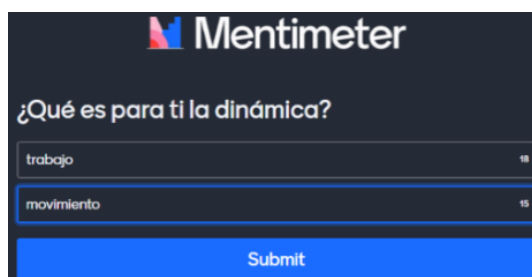 Mentimeter
¿Qué es para ti la dinámica?
trabajo 18
movimiento 15
Submit